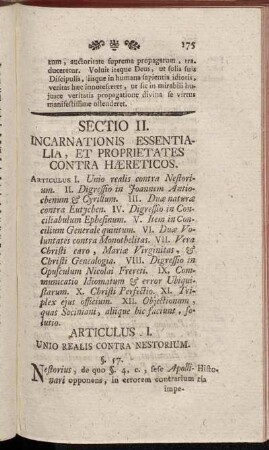 175
tum, auctoritate suprema propagatum, tra-
duceretur. Voluit itaque Deus, ut solis suis
Discipulis, iisque in humana sapientia idiotis,
veritas hæc innotesceret, ut sic in mirabili hu-
jusce veritatis propagatione divina se virtus
manifestissime ostenderet.
SECTIO II.
INCARNATIONIS ESSENTIA-
LIA, ET PROPRIETATES
CONTRA HÆRETICOS.
ARTICULUS I. Unio realis contra Nestori-
um. II. Digressio in Joannem Antio-
chenum & Cyrillum. III. Duæ naturæ
contra Eutychen. IV. Digressio in Con-
ciliabulum Ephesinum. V. Item in Con-
cilium Generale quintum. VI. Duæ Vo-
luntates contra Monothelitas. VII. Vera
Christi caro, Mariæ Virginitas, &
Christi Genealogia. VIII. Digressio in
Opusculum Nicolai Frereti. IX. Com-
municatio Idiomatum & error Ubiqui-
starum. X. Christi Perfectio. XI. Tri-
plex ejus officium. XII. Objectionum,
quas Sociniani, aliique hic faciunt, so-
lutio.
ARTICULUS I.
UNIO REALIS CONTRA NESTORIUM.
§. 57.
Nestorius, de quo §. 4. c., sese Apolli-
nari opponens, in errorem contrarium
Histo-
ria
impe-